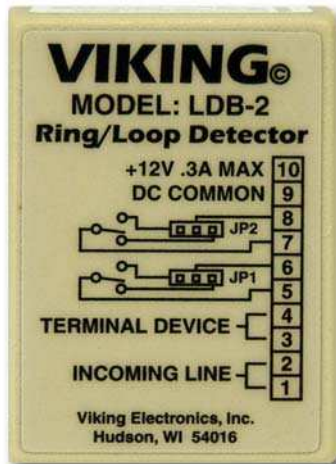 VIKING©
MODEL: LDB-2
Ring/Loop Detector
+12V .3A MAX 10
DC COMMON 9
8
JP2
7
6
JP1
5
TERMINAL DEVICE 4
3
INCOMING LINE 2
1
Viking Electronics, Inc.
Hudson, WI 54016